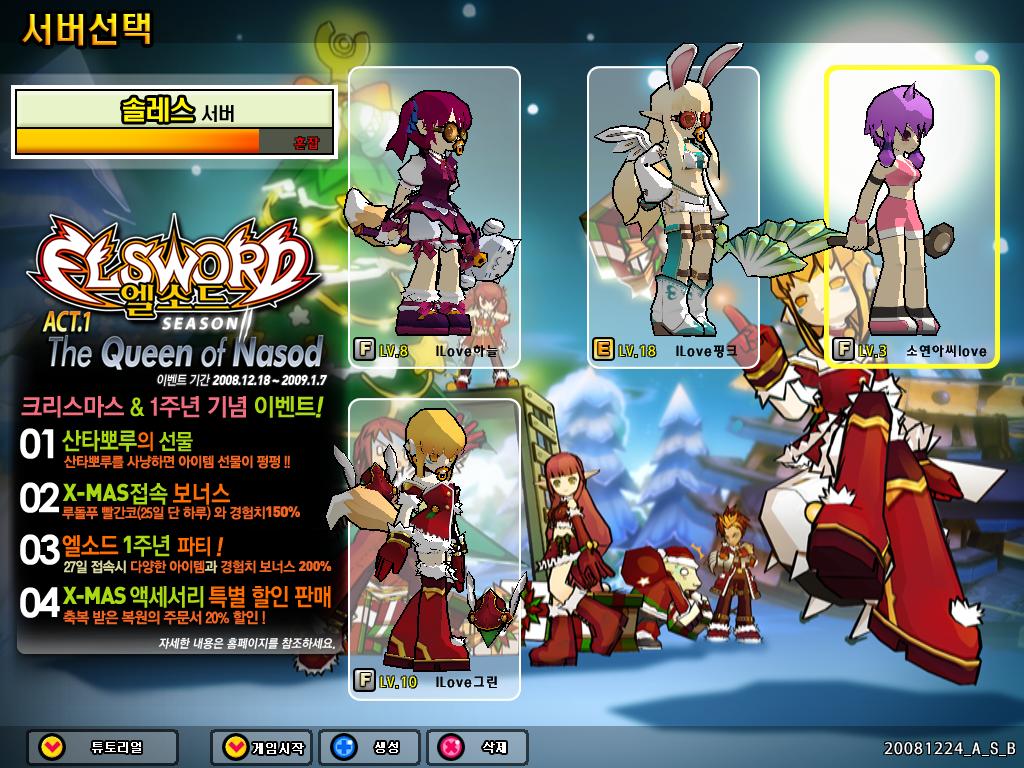 서버선택
솔레스 서버
혼잡
ELSWORD
엘소드
ACT.1
SEASON II
The Queen of Nasod
이벤트 기간 2008.12.18 ~ 2009.1.7
크리스마스 & 1주년 기념 이벤트!
01 산타뽀루의 선물
산타뽀루를 사냥하면 아이템 선물이 펑펑 !!
02 X-MAS접속 보너스
루돌푸 빨간코(25일 단 하루) 와 경험치150%
03 엘소드 1주년 파티 !
27일 접속시 다양한 아이템과 경험치 보너스 200%
04 X-MAS 액세서리 특별 할인 판매
축복 받은 복원의 주문서 20% 할인 !
자세한 내용은 홈페이지를 참조하세요.
F LV.8 ILove하늘
E LV.18 ILove핑크
F LV.3 소연아씨love
F LV.10 ILove그린
튜토리얼
게임시작
생성
삭제
20081224_A_S_B